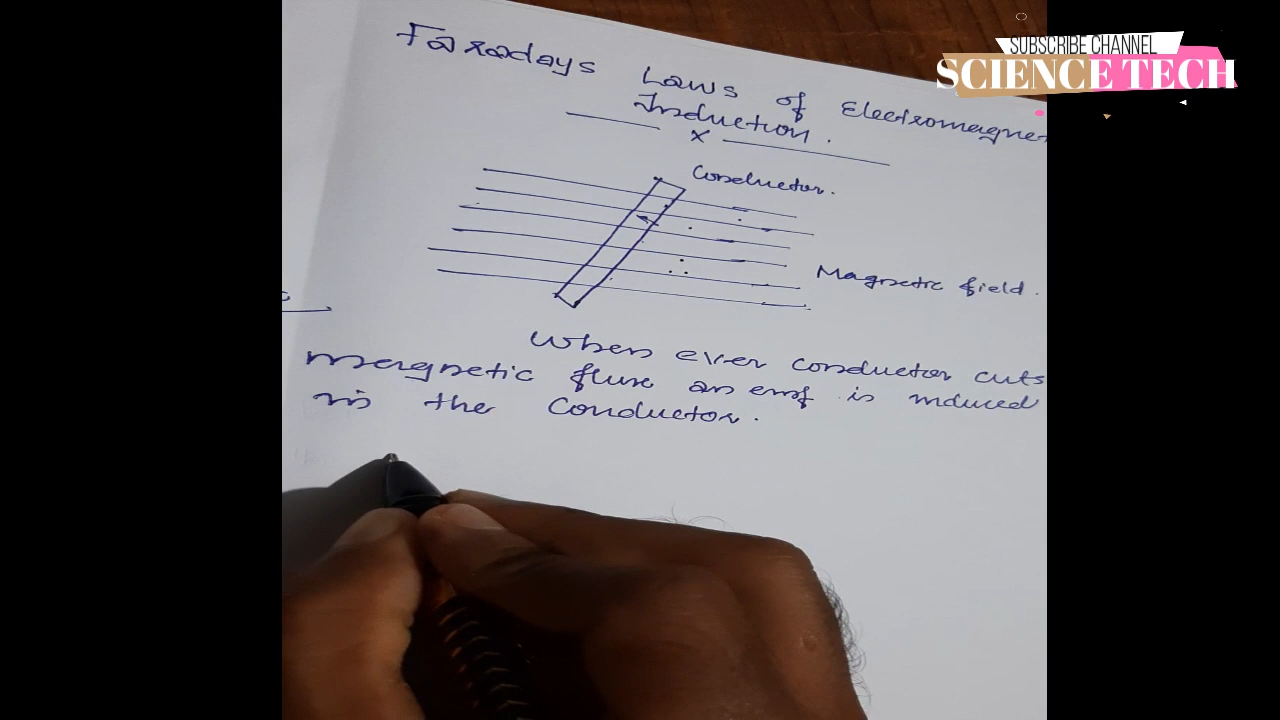 SUBSCRIBE CHANNEL
SCIENCE TECH
Faradays Laws of Electromagnet
Induction.
x
Conductor.
Magnetic field.
When ever conductor cuts
magnetic flux an emf is induced
in the Conductor.